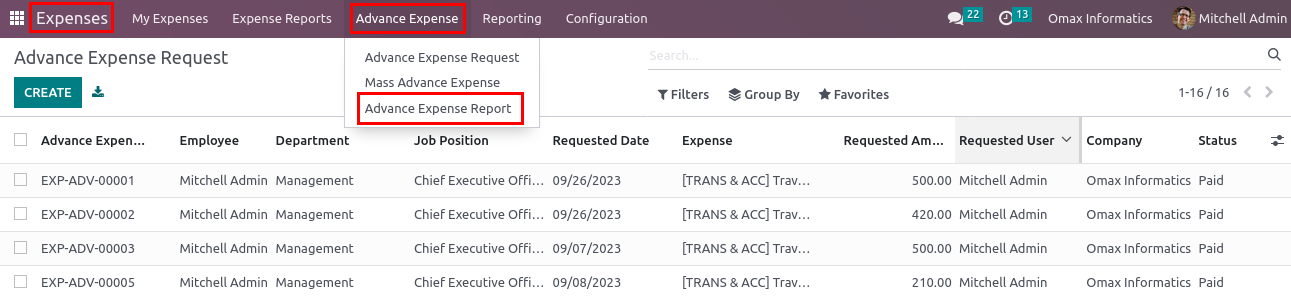 Expenses My Expenses Expense Reports Advance Expense Reporting Configuration 22 13 Omax Informatics Mitchell Admin
Advance Expense Request Search...
Advance Expense Request
Mass Advance Expense
Advance Expense Report
CREATE Filters Group By Favorites 1-16 / 16
Advance Expen... Employee Department Job Position Requested Date Expense Requested Am... Requested User Company Status
EXP-ADV-00001 Mitchell Admin Management Chief Executive Offi... 09/26/2023 [TRANS & ACC] Trav... 500.00 Mitchell Admin Omax Informatics Paid
EXP-ADV-00002 Mitchell Admin Management Chief Executive Offi... 09/26/2023 [TRANS & ACC] Trav... 420.00 Mitchell Admin Omax Informatics Paid
EXP-ADV-00003 Mitchell Admin Management Chief Executive Offi... 09/07/2023 [TRANS & ACC] Trav... 500.00 Mitchell Admin Omax Informatics Paid
EXP-ADV-00005 Mitchell Admin Management Chief Executive Offi... 09/08/2023 [TRANS & ACC] Trav... 210.00 Mitchell Admin Omax Informatics Paid